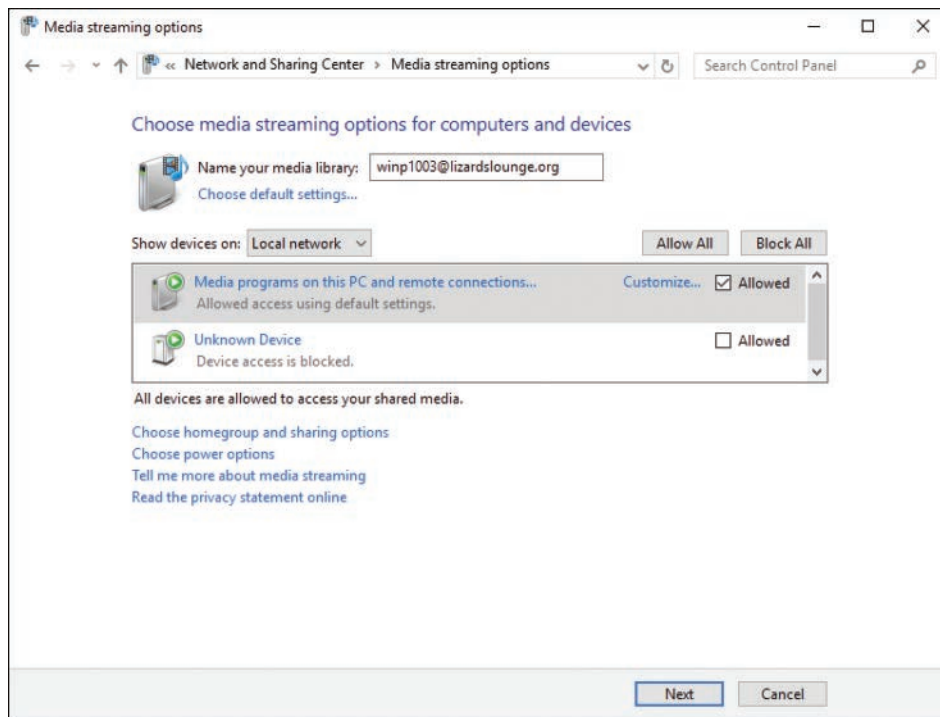 Media streaming options
« Network and Sharing Center > Media streaming options Search Control Panel
Choose media streaming options for computers and devices
Name your media library: winp1003@lizardslounge.org
Choose default settings...
Show devices on: Local network Allow All Block All
Media programs on this PC and remote connections... Customize... Allowed
Allowed access using default settings.
Unknown Device Allowed
Device access is blocked.
All devices are allowed to access your shared media.
Choose homegroup and sharing options
Choose power options
Tell me more about media streaming
Read the privacy statement online
Next Cancel